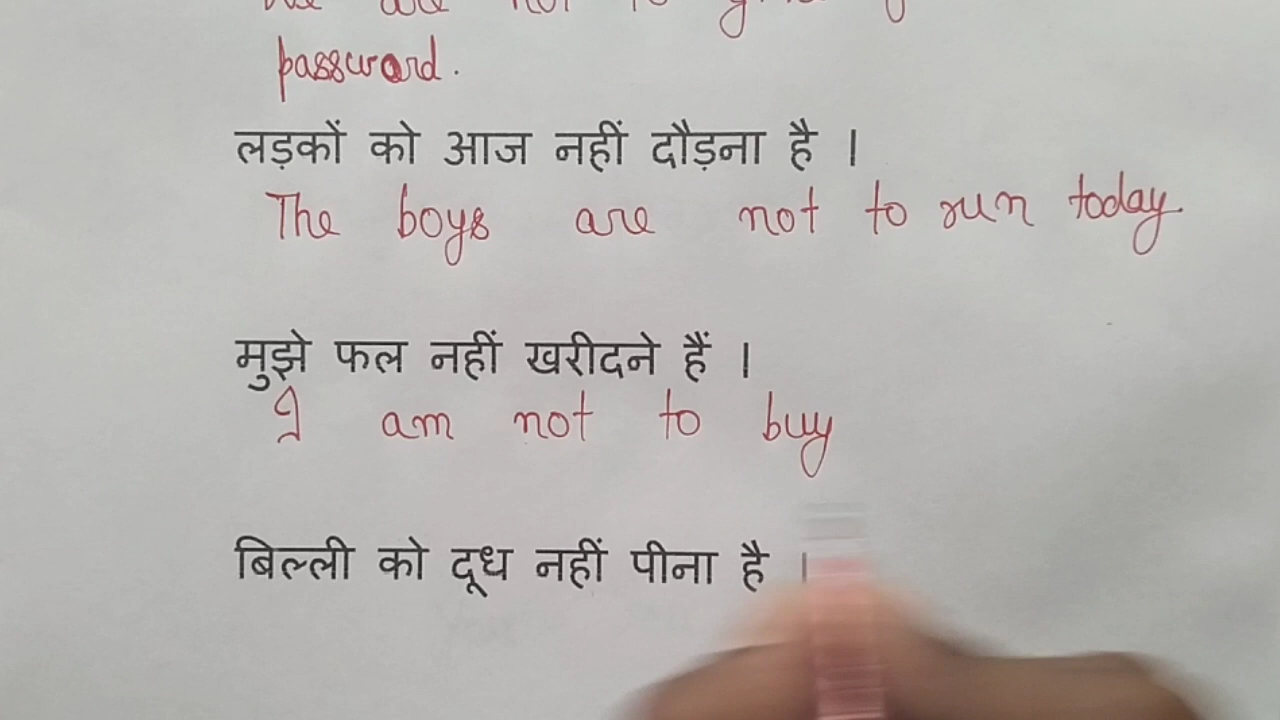 password.
लड़कों को आज नहीं दौड़ना है ।
The boys are not to run today
मुझे फल नहीं खरीदने हैं ।
I am not to buy
बिल्ली को दूध नहीं पीना है ।